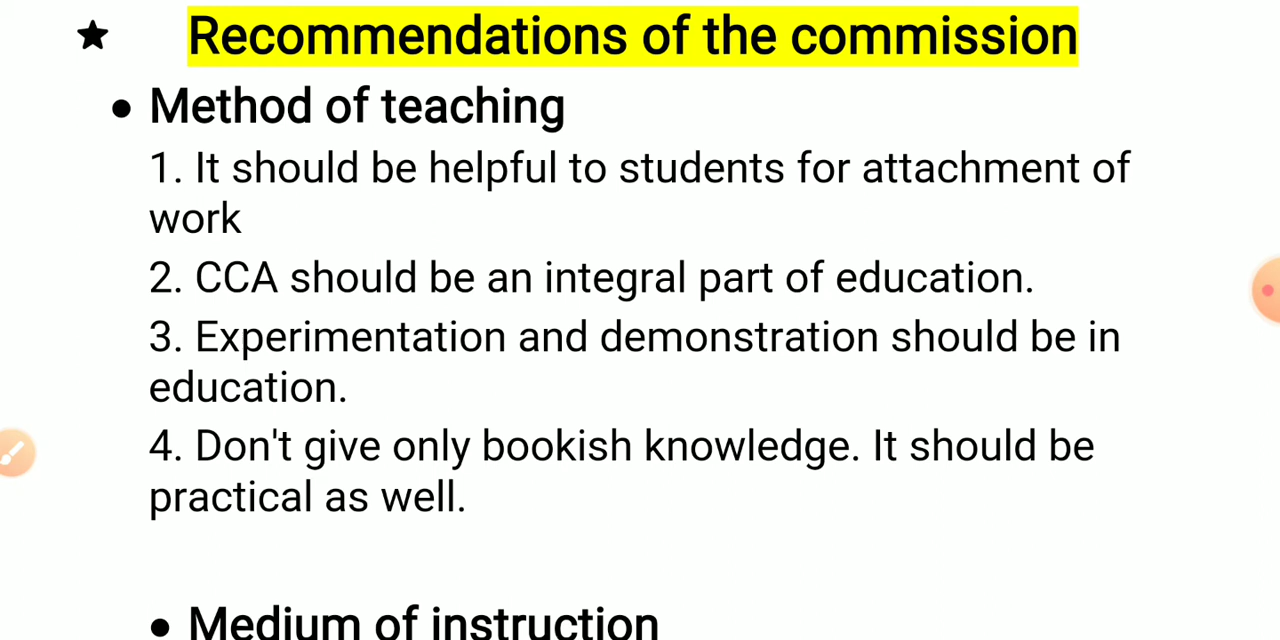 ★ Recommendations of the commission
• Method of teaching
1. It should be helpful to students for attachment of
work
2. CCA should be an integral part of education.
3. Experimentation and demonstration should be in
education.
4. Don't give only bookish knowledge. It should be
practical as well.
• Medium of instruction